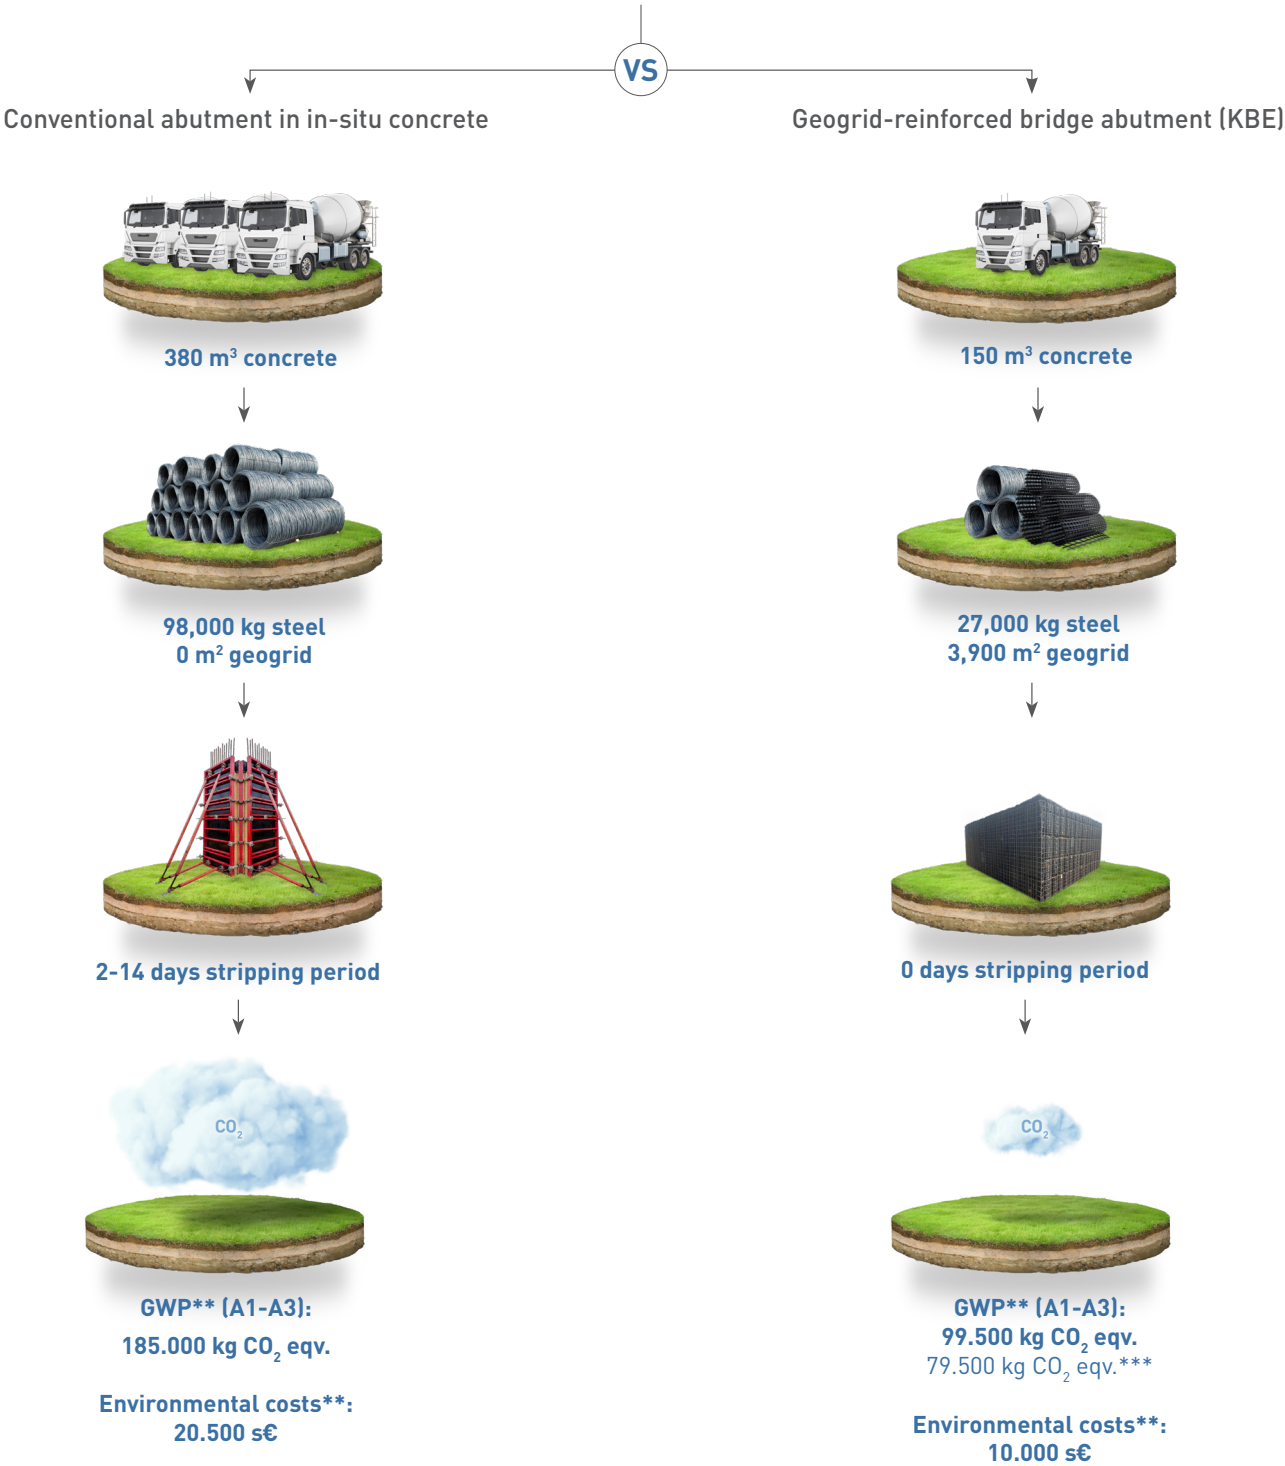 VS
Conventional abutment in in-situ concrete
380 m³ concrete
98,000 kg steel
0 m² geogrid
2-14 days stripping period
CO₂
GWP** (A1-A3):
185.000 kg CO₂ eqv.
Environmental costs**:
20.500 s€
Geogrid-reinforced bridge abutment (KBE)
150 m³ concrete
27,000 kg steel
3,900 m² geogrid
0 days stripping period
CO₂
GWP** (A1-A3):
99.500 kg CO₂ eqv.
79.500 kg CO₂ eqv.***
Environmental costs**:
10.000 s€